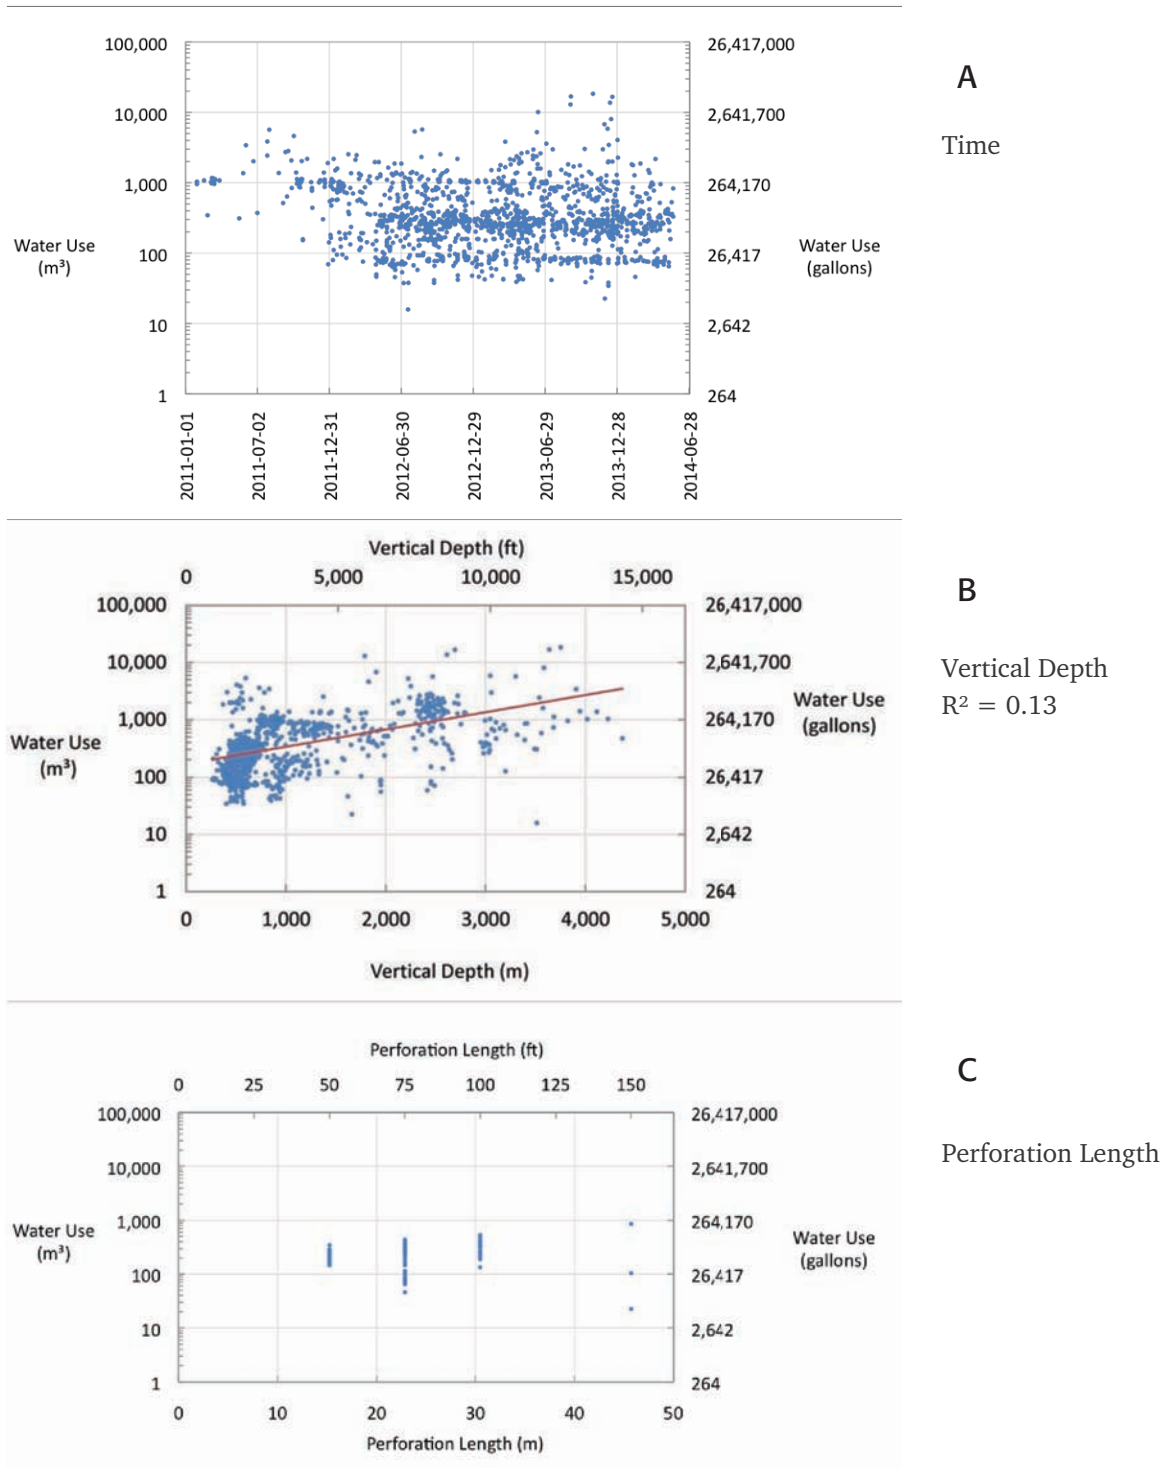 100,000
26,417,000
10,000
2,641,700
1,000
264,170
100
26,417
10
2,642
1
264
Water Use
(m³)
Water Use
(gallons)
2011-01-01
2011-07-02
2011-12-31
2012-06-30
2012-12-29
2013-06-29
2013-12-28
2014-06-28
A
Time
Vertical Depth (ft)
0
5,000
10,000
15,000
100,000
26,417,000
10,000
2,641,700
1,000
264,170
100
26,417
10
2,642
1
264
Water Use
(m³)
Water Use
(gallons)
0
1,000
2,000
3,000
4,000
5,000
Vertical Depth (m)
B
Vertical Depth
R² = 0.13
Perforation Length (ft)
0
25
50
75
100
125
150
100,000
26,417,000
10,000
2,641,700
1,000
264,170
100
26,417
10
2,642
1
264
Water Use
(m³)
Water Use
(gallons)
0
10
20
30
40
50
Perforation Length (m)
C
Perforation Length